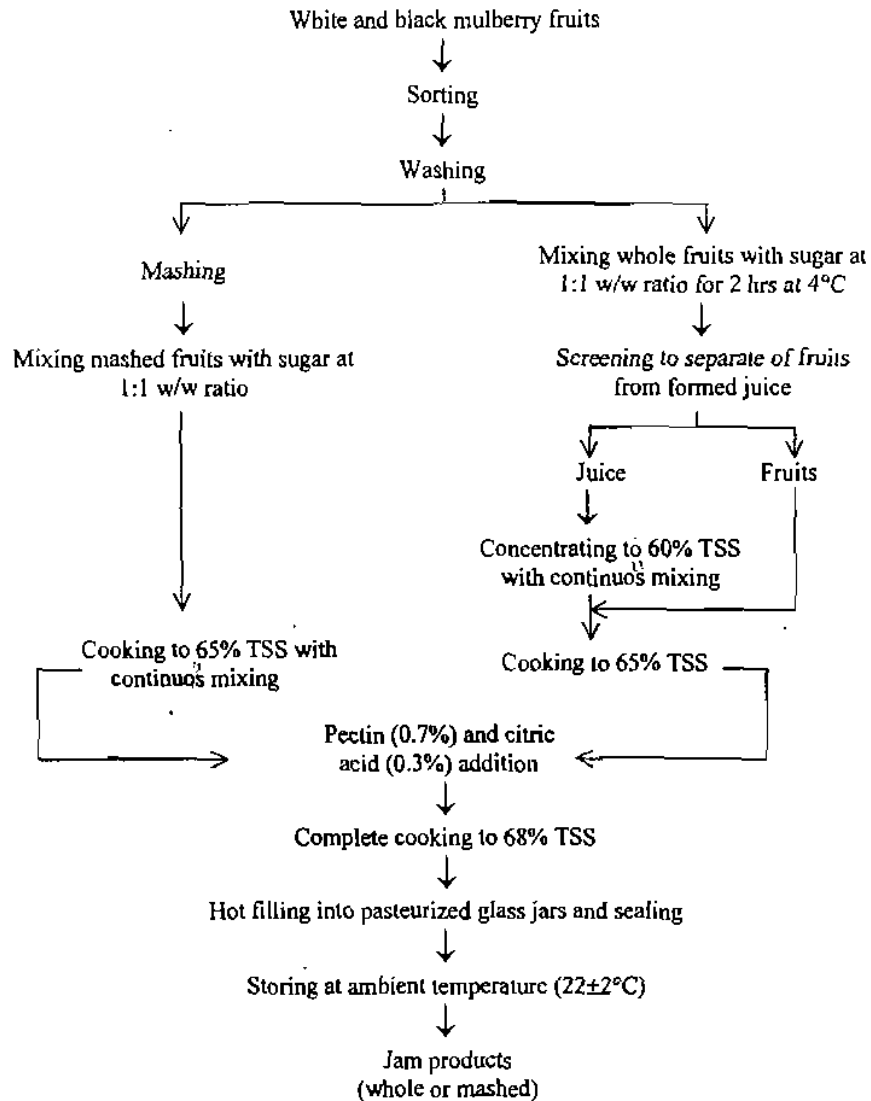 White and black mulberry fruits
Sorting
Washing
Mashing
Mixing whole fruits with sugar at
1:1 w/w ratio for 2 hrs at 4°C
Mixing mashed fruits with sugar at
1:1 w/w ratio
Screening to separate of fruits
from formed juice
Juice
Fruits
Concentrating to 60% TSS
with continuos mixing
Cooking to 65% TSS with
continuos mixing
Cooking to 65% TSS
Pectin (0.7%) and citric
acid (0.3%) addition
Complete cooking to 68% TSS
Hot filling into pasteurized glass jars and sealing
Storing at ambient temperature (22±2°C)
Jam products
(whole or mashed)